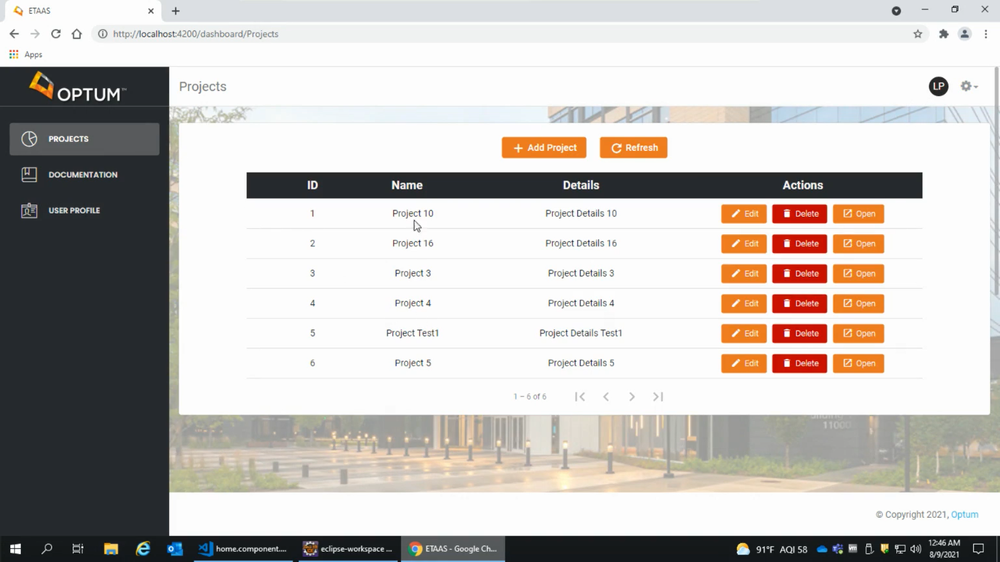 ETAAS
http://localhost:4200/dashboard/Projects
Apps
OPTUM™
Projects
LP
PROJECTS
DOCUMENTATION
USER PROFILE
Add Project
Refresh
ID Name Details Actions
1 Project 10 Project Details 10 Edit Delete Open
2 Project 16 Project Details 16 Edit Delete Open
3 Project 3 Project Details 3 Edit Delete Open
4 Project 4 Project Details 4 Edit Delete Open
5 Project Test1 Project Details Test1 Edit Delete Open
6 Project 5 Project Details 5 Edit Delete Open
1 – 6 of 6
11000
© Copyright 2021, Optum
home.component....
eclipse-workspace ...
ETAAS - Google Ch...
91°F AQI 58
12:46 AM
8/9/2021